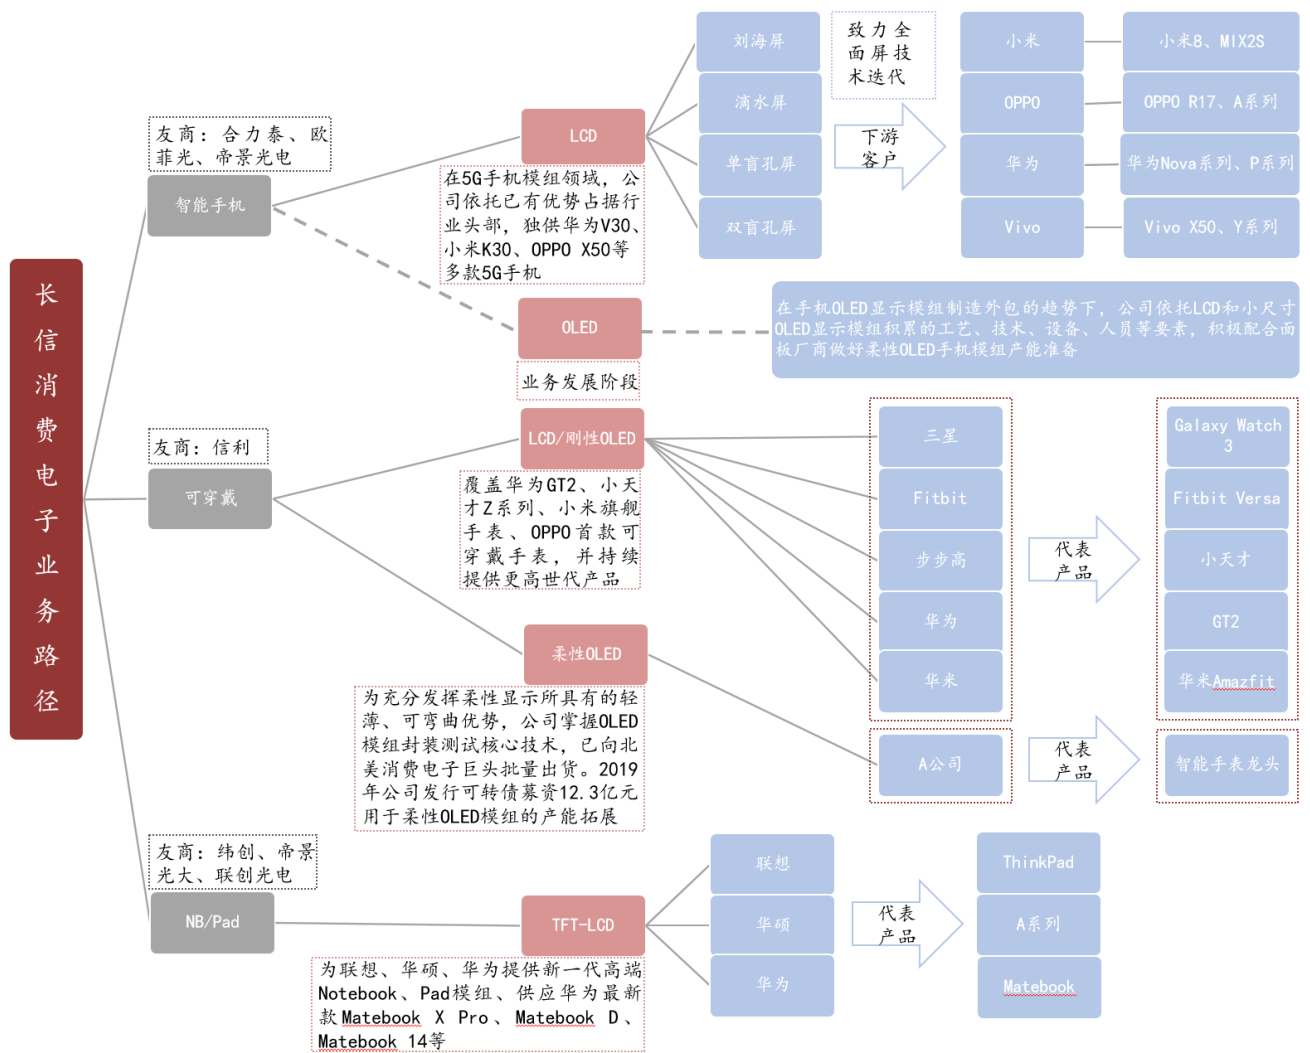 长信消费电子业务路径
友商：合力泰、欧
菲光、帝景光电
智能手机
LCD
在5G手机模组领域，公
司依托已有优势占据行
业头部，独供华为V30、
小米K30、OPPO X50等
多款5G手机
刘海屏
滴水屏
单盲孔屏
双盲孔屏
致力全
面屏技
术迭代
下游
客户
小米
小米8、MIX2S
OPPO
OPPO R17、A系列
华为
华为Nova系列、P系列
Vivo
Vivo X50、Y系列
OLED
业务发展阶段
在手机OLED显示模组制造外包的趋势下，公司依托LCD和小尺寸
OLED显示模组积累的工艺、技术、设备、人员等要素，积极配合面
板厂商做好柔性OLED手机模组产能准备
友商：信利
可穿戴
LCD/刚性OLED
覆盖华为GT2、小天
才Z系列、小米旗舰
手表、OPPO首款可
穿戴手表，并持续
提供更高世代产品
三星
Fitbit
步步高
华为
华米
代表
产品
Galaxy Watch
3
Fitbit Versa
小天才
GT2
华米Amazfit
柔性OLED
为充分发挥柔性显示所具有的轻
薄、可弯曲优势，公司掌握OLED
模组封装测试核心技术，已向北
美消费电子巨头批量出货。2019
年公司发行可转债募资12.3亿元
用于柔性OLED模组的产能拓展
A公司
代表
产品
智能手表龙头
友商：纬创、帝景
光大、联创光电
NB/Pad
TFT-LCD
为联想、华硕、华为提供新一代高端
Notebook、Pad模组、供应华为最新
款Matebook X Pro、Matebook D、
Matebook 14等
联想
华硕
华为
代表
产品
ThinkPad
A系列
Matebook